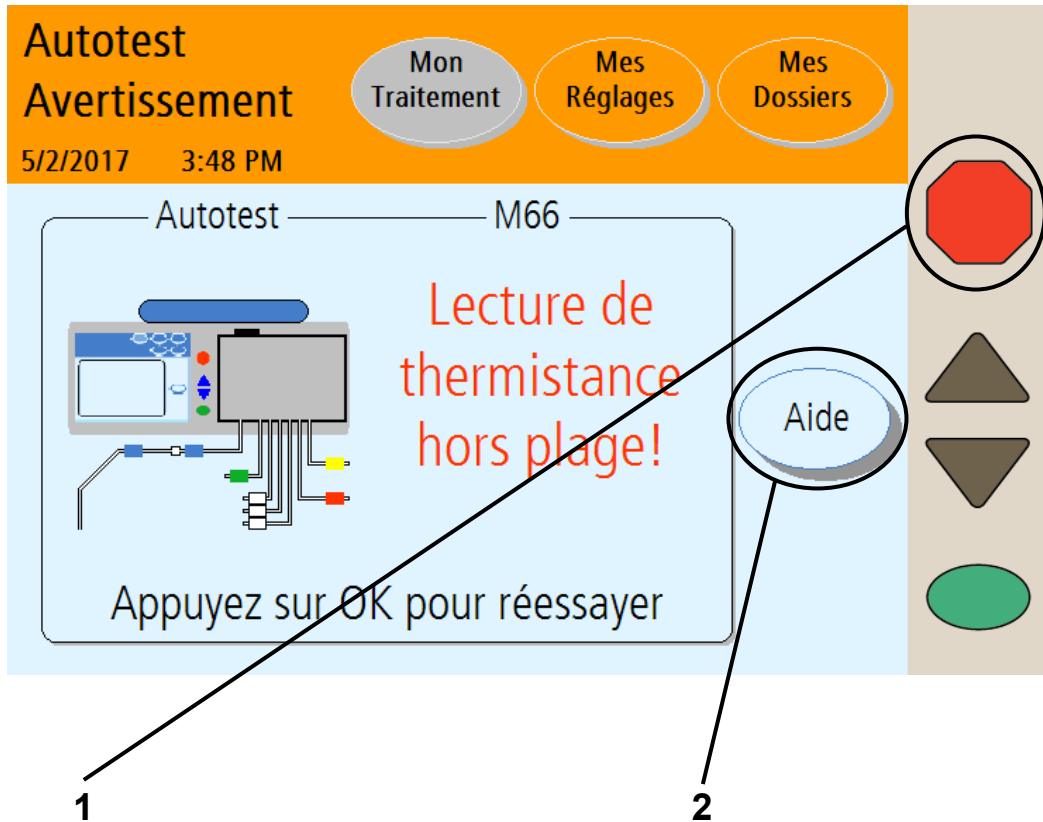 Autotest
Avertissement
5/2/2017 3:48 PM
Mon
Traitement
Mes
Réglages
Mes
Dossiers
Autotest M66
Lecture de
thermistance
hors plage!
Aide
Appuyez sur OK pour réessayer
1 2